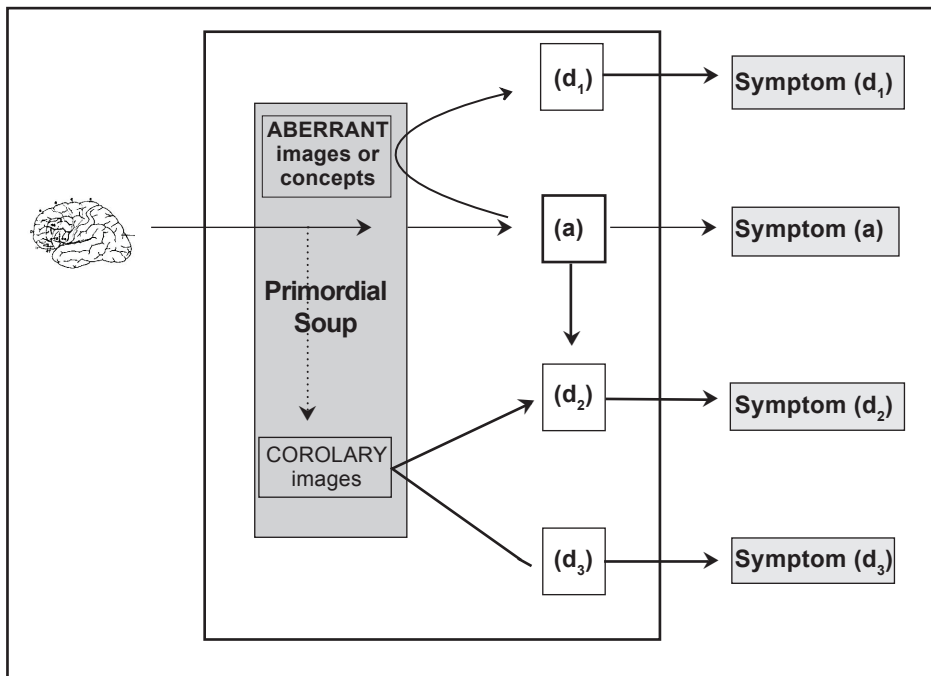 (d₁)
Symptom (d₁)
ABERRANT
images or
concepts
(a)
Symptom (a)
Primordial
Soup
(d₂)
Symptom (d₂)
COROLARY
images
(d₃)
Symptom (d₃)